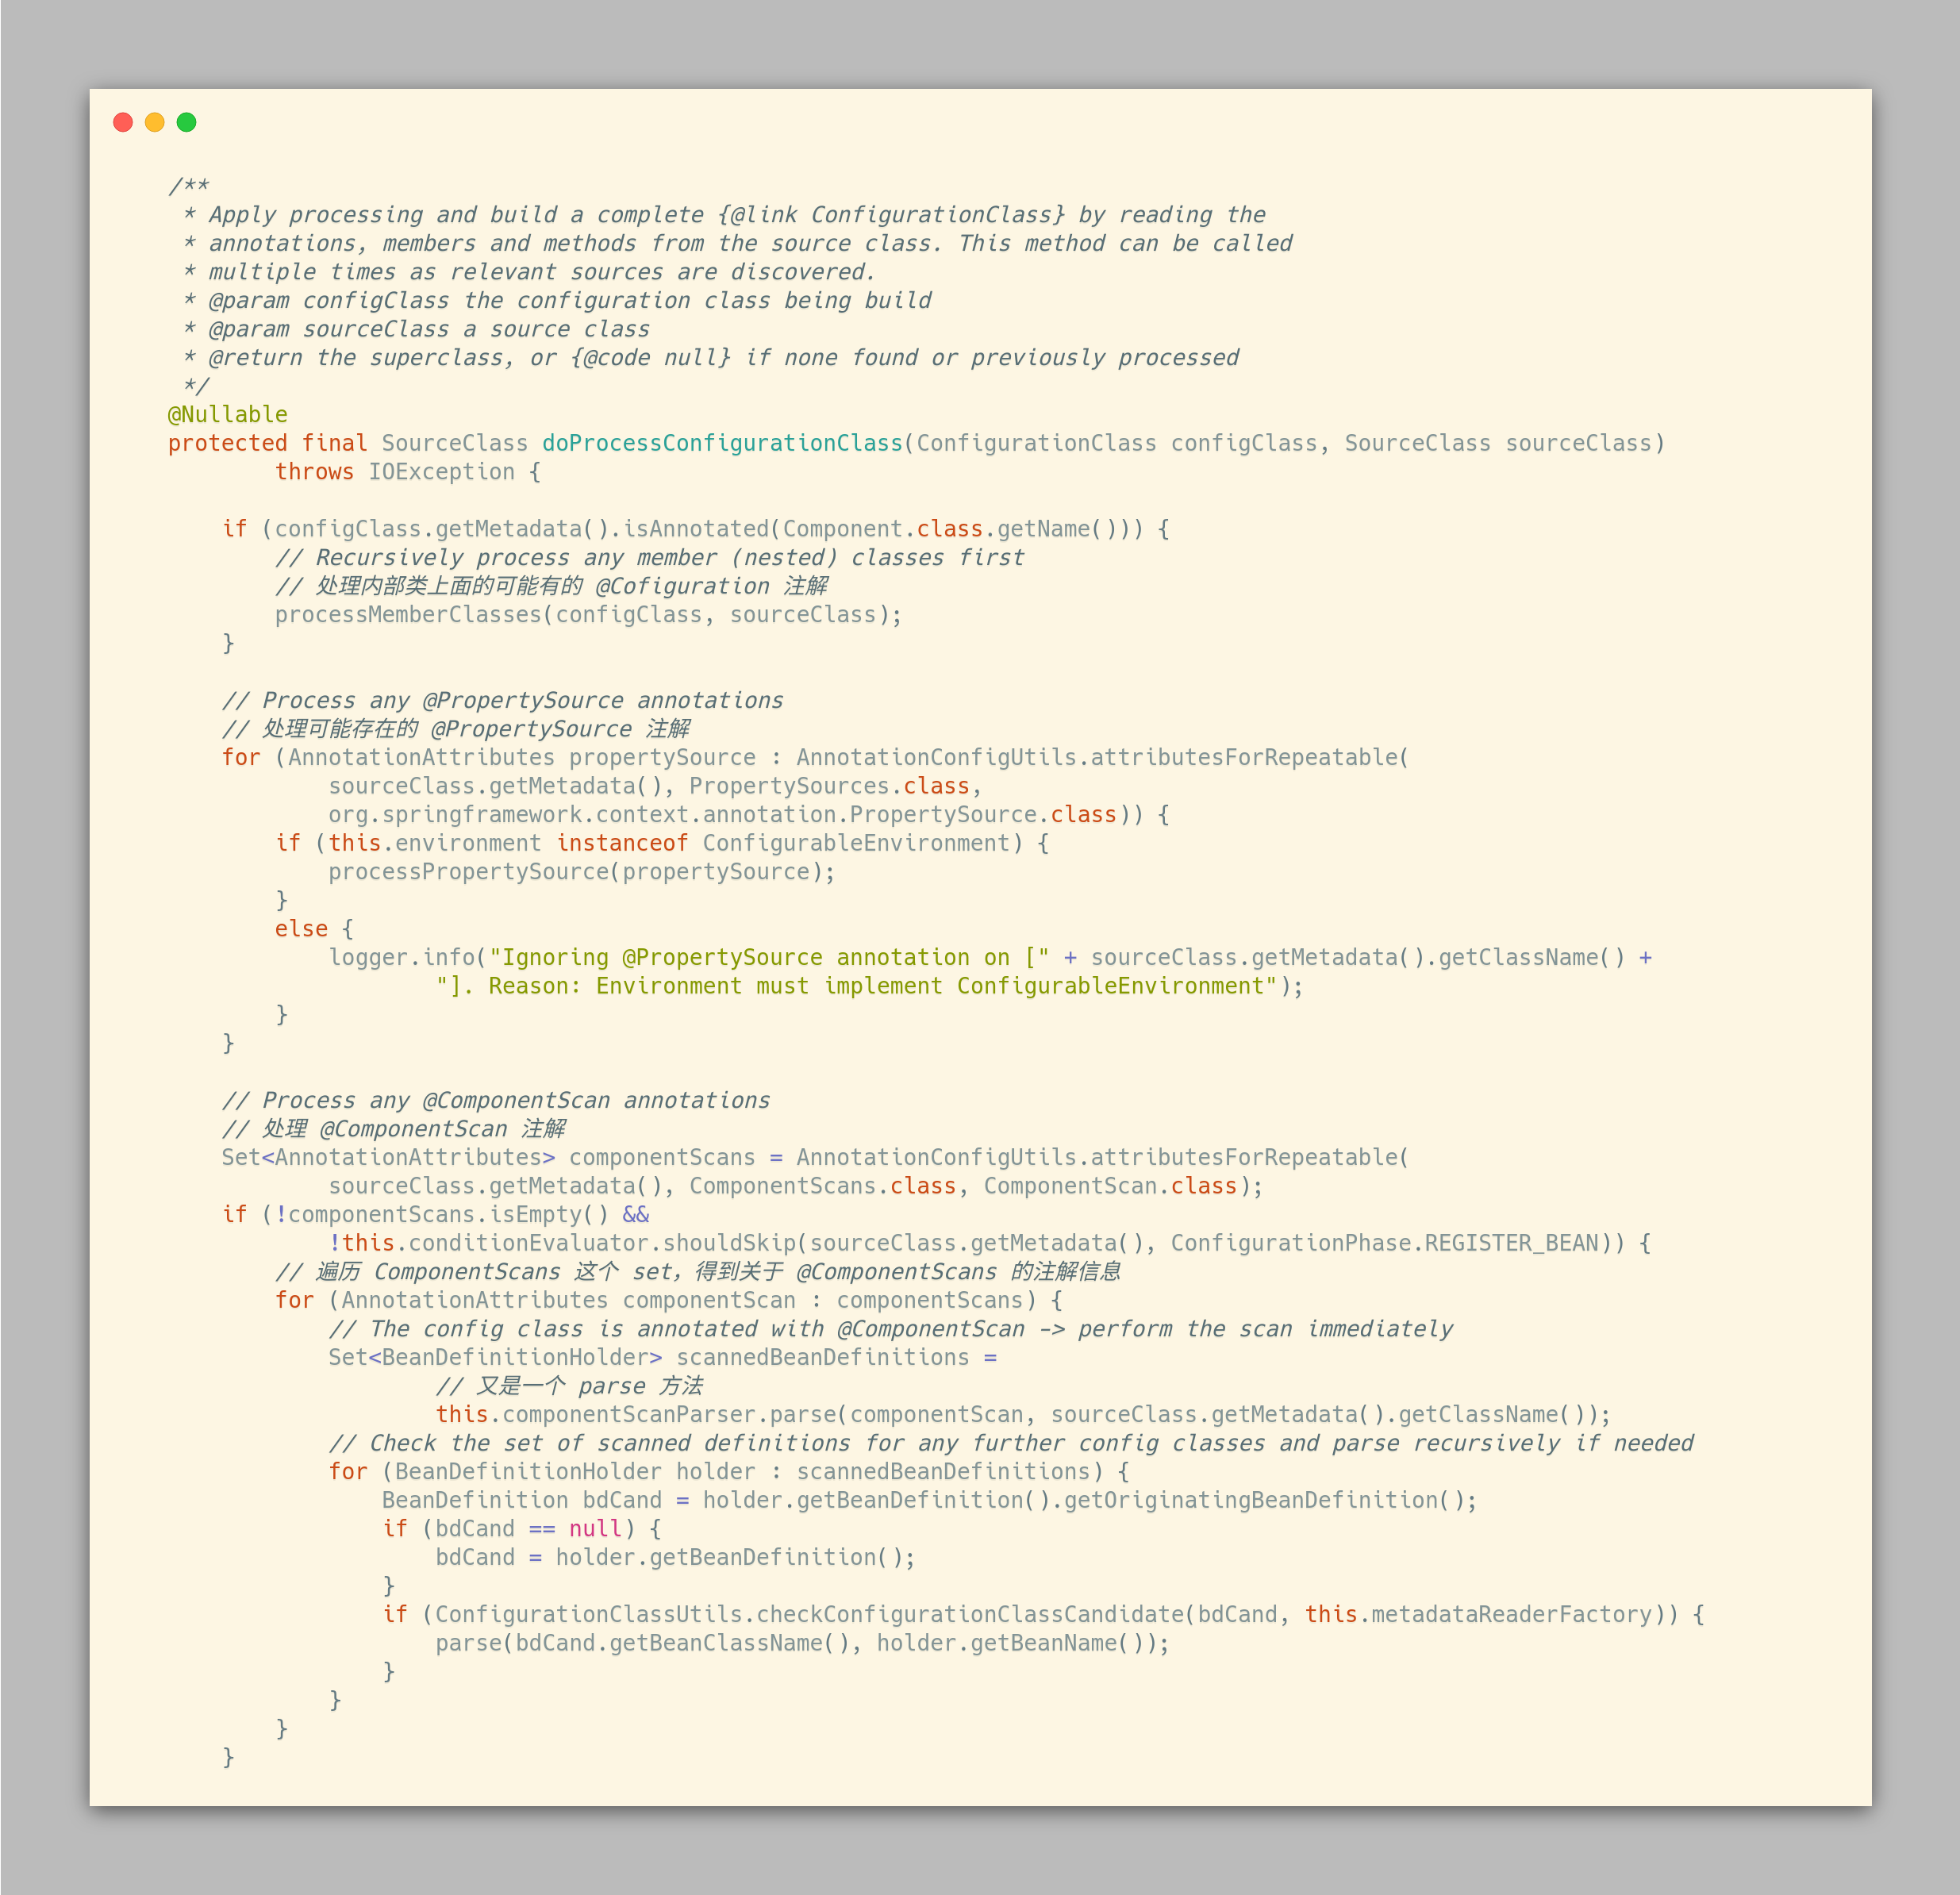 /**
 * Apply processing and build a complete {@link ConfigurationClass} by reading the
 * annotations, members and methods from the source class. This method can be called
 * multiple times as relevant sources are discovered.
 * @param configClass the configuration class being build
 * @param sourceClass a source class
 * @return the superclass, or {@code null} if none found or previously processed
 */
@Nullable
protected final SourceClass doProcessConfigurationClass(ConfigurationClass configClass, SourceClass sourceClass)
        throws IOException {

    if (configClass.getMetadata().isAnnotated(Component.class.getName())) {
        // Recursively process any member (nested) classes first
        // 处理内部类上面的可能有的 @Cofiguration 注解
        processMemberClasses(configClass, sourceClass);
    }

    // Process any @PropertySource annotations
    // 处理可能存在的 @PropertySource 注解
    for (AnnotationAttributes propertySource : AnnotationConfigUtils.attributesForRepeatable(
            sourceClass.getMetadata(), PropertySources.class,
            org.springframework.context.annotation.PropertySource.class)) {
        if (this.environment instanceof ConfigurableEnvironment) {
            processPropertySource(propertySource);
        }
        else {
            logger.info("Ignoring @PropertySource annotation on [" + sourceClass.getMetadata().getClassName() +
                    "]. Reason: Environment must implement ConfigurableEnvironment");
        }
    }

    // Process any @ComponentScan annotations
    // 处理 @ComponentScan 注解
    Set<AnnotationAttributes> componentScans = AnnotationConfigUtils.attributesForRepeatable(
            sourceClass.getMetadata(), ComponentScans.class, ComponentScan.class);
    if (!componentScans.isEmpty() &&
            !this.conditionEvaluator.shouldSkip(sourceClass.getMetadata(), ConfigurationPhase.REGISTER_BEAN)) {
        // 遍历 ComponentScans 这个 set，得到关于 @ComponentScans 的注解信息
        for (AnnotationAttributes componentScan : componentScans) {
            // The config class is annotated with @ComponentScan -> perform the scan immediately
            Set<BeanDefinitionHolder> scannedBeanDefinitions =
                    // 又是一个 parse 方法
                    this.componentScanParser.parse(componentScan, sourceClass.getMetadata().getClassName());
            // Check the set of scanned definitions for any further config classes and parse recursively if needed
            for (BeanDefinitionHolder holder : scannedBeanDefinitions) {
                BeanDefinition bdCand = holder.getBeanDefinition().getOriginatingBeanDefinition();
                if (bdCand == null) {
                    bdCand = holder.getBeanDefinition();
                }
                if (ConfigurationClassUtils.checkConfigurationClassCandidate(bdCand, this.metadataReaderFactory)) {
                    parse(bdCand.getBeanClassName(), holder.getBeanName());
                }
            }
        }
    }